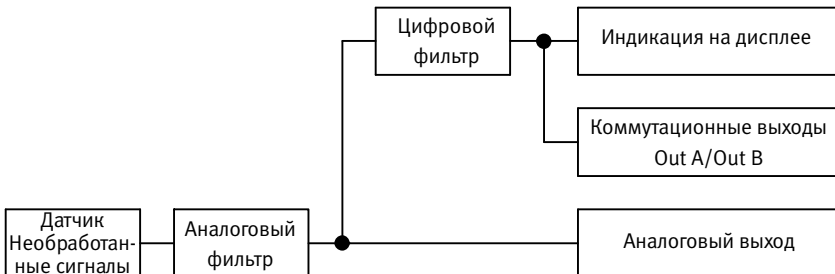 Цифровой
фильтр
Индикация на дисплее
Коммутационные выходы
Out A/Out B
Датчик
Необработан-
ные сигналы
Аналоговый
фильтр
Аналоговый выход